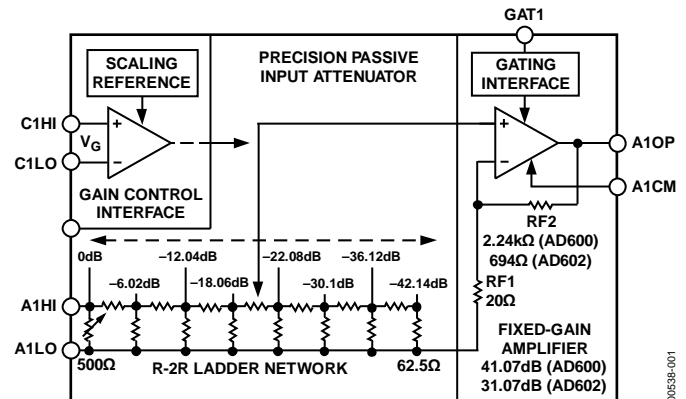 GAT1
SCALING
REFERENCE
PRECISION PASSIVE
INPUT ATTENUATOR
GATING
INTERFACE
C1HI
VG
C1LO
+
–
GAIN CONTROL
INTERFACE
+
–
A1OP
A1CM
RF2
2.24kΩ (AD600)
694Ω (AD602)
RF1
20Ω
0dB
–12.04dB
–22.08dB
–36.12dB
–6.02dB
–18.06dB
–30.1dB
–42.14dB
A1HI
A1LO
500Ω
R-2R LADDER NETWORK
62.5Ω
FIXED-GAIN
AMPLIFIER
41.07dB (AD600)
31.07dB (AD602)
00538-001